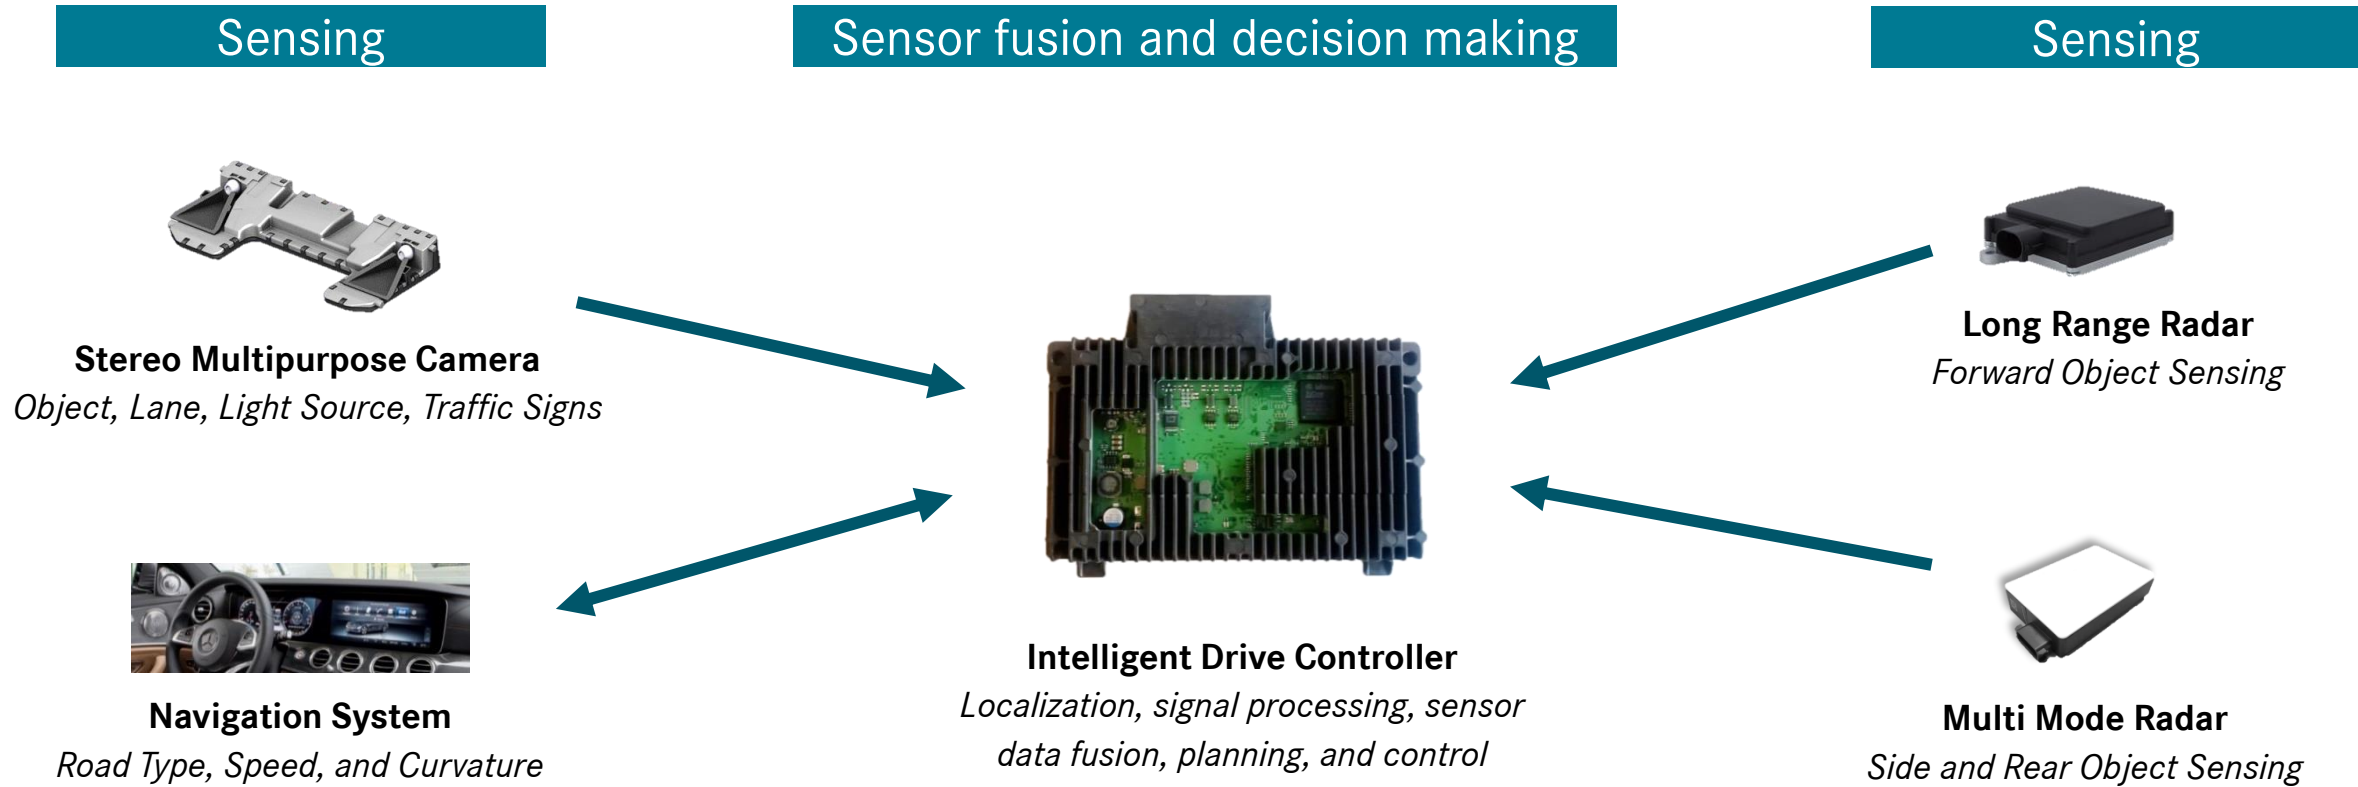 Sensing
Sensor fusion and decision making
Sensing
Stereo Multipurpose Camera
Object, Lane, Light Source, Traffic Signs
Long Range Radar
Forward Object Sensing
Navigation System
Road Type, Speed, and Curvature
Intelligent Drive Controller
Localization, signal processing, sensor
data fusion, planning, and control
Multi Mode Radar
Side and Rear Object Sensing